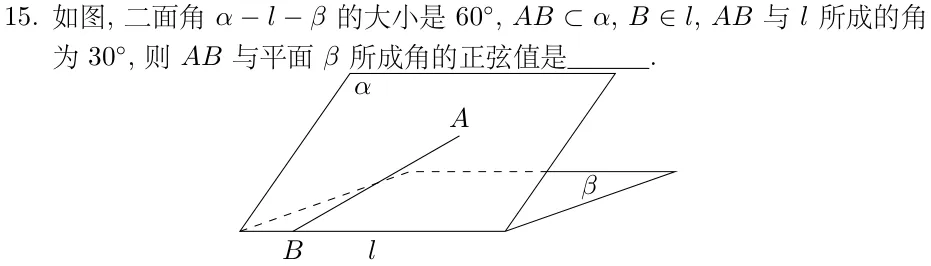 15. 如图, 二面角 α − l − β 的大小是 60°, AB ⊂ α, B ∈ l, AB 与 l 所成的角
为 30°, 则 AB 与平面 β 所成角的正弦值是______.
α
A
β
B
l